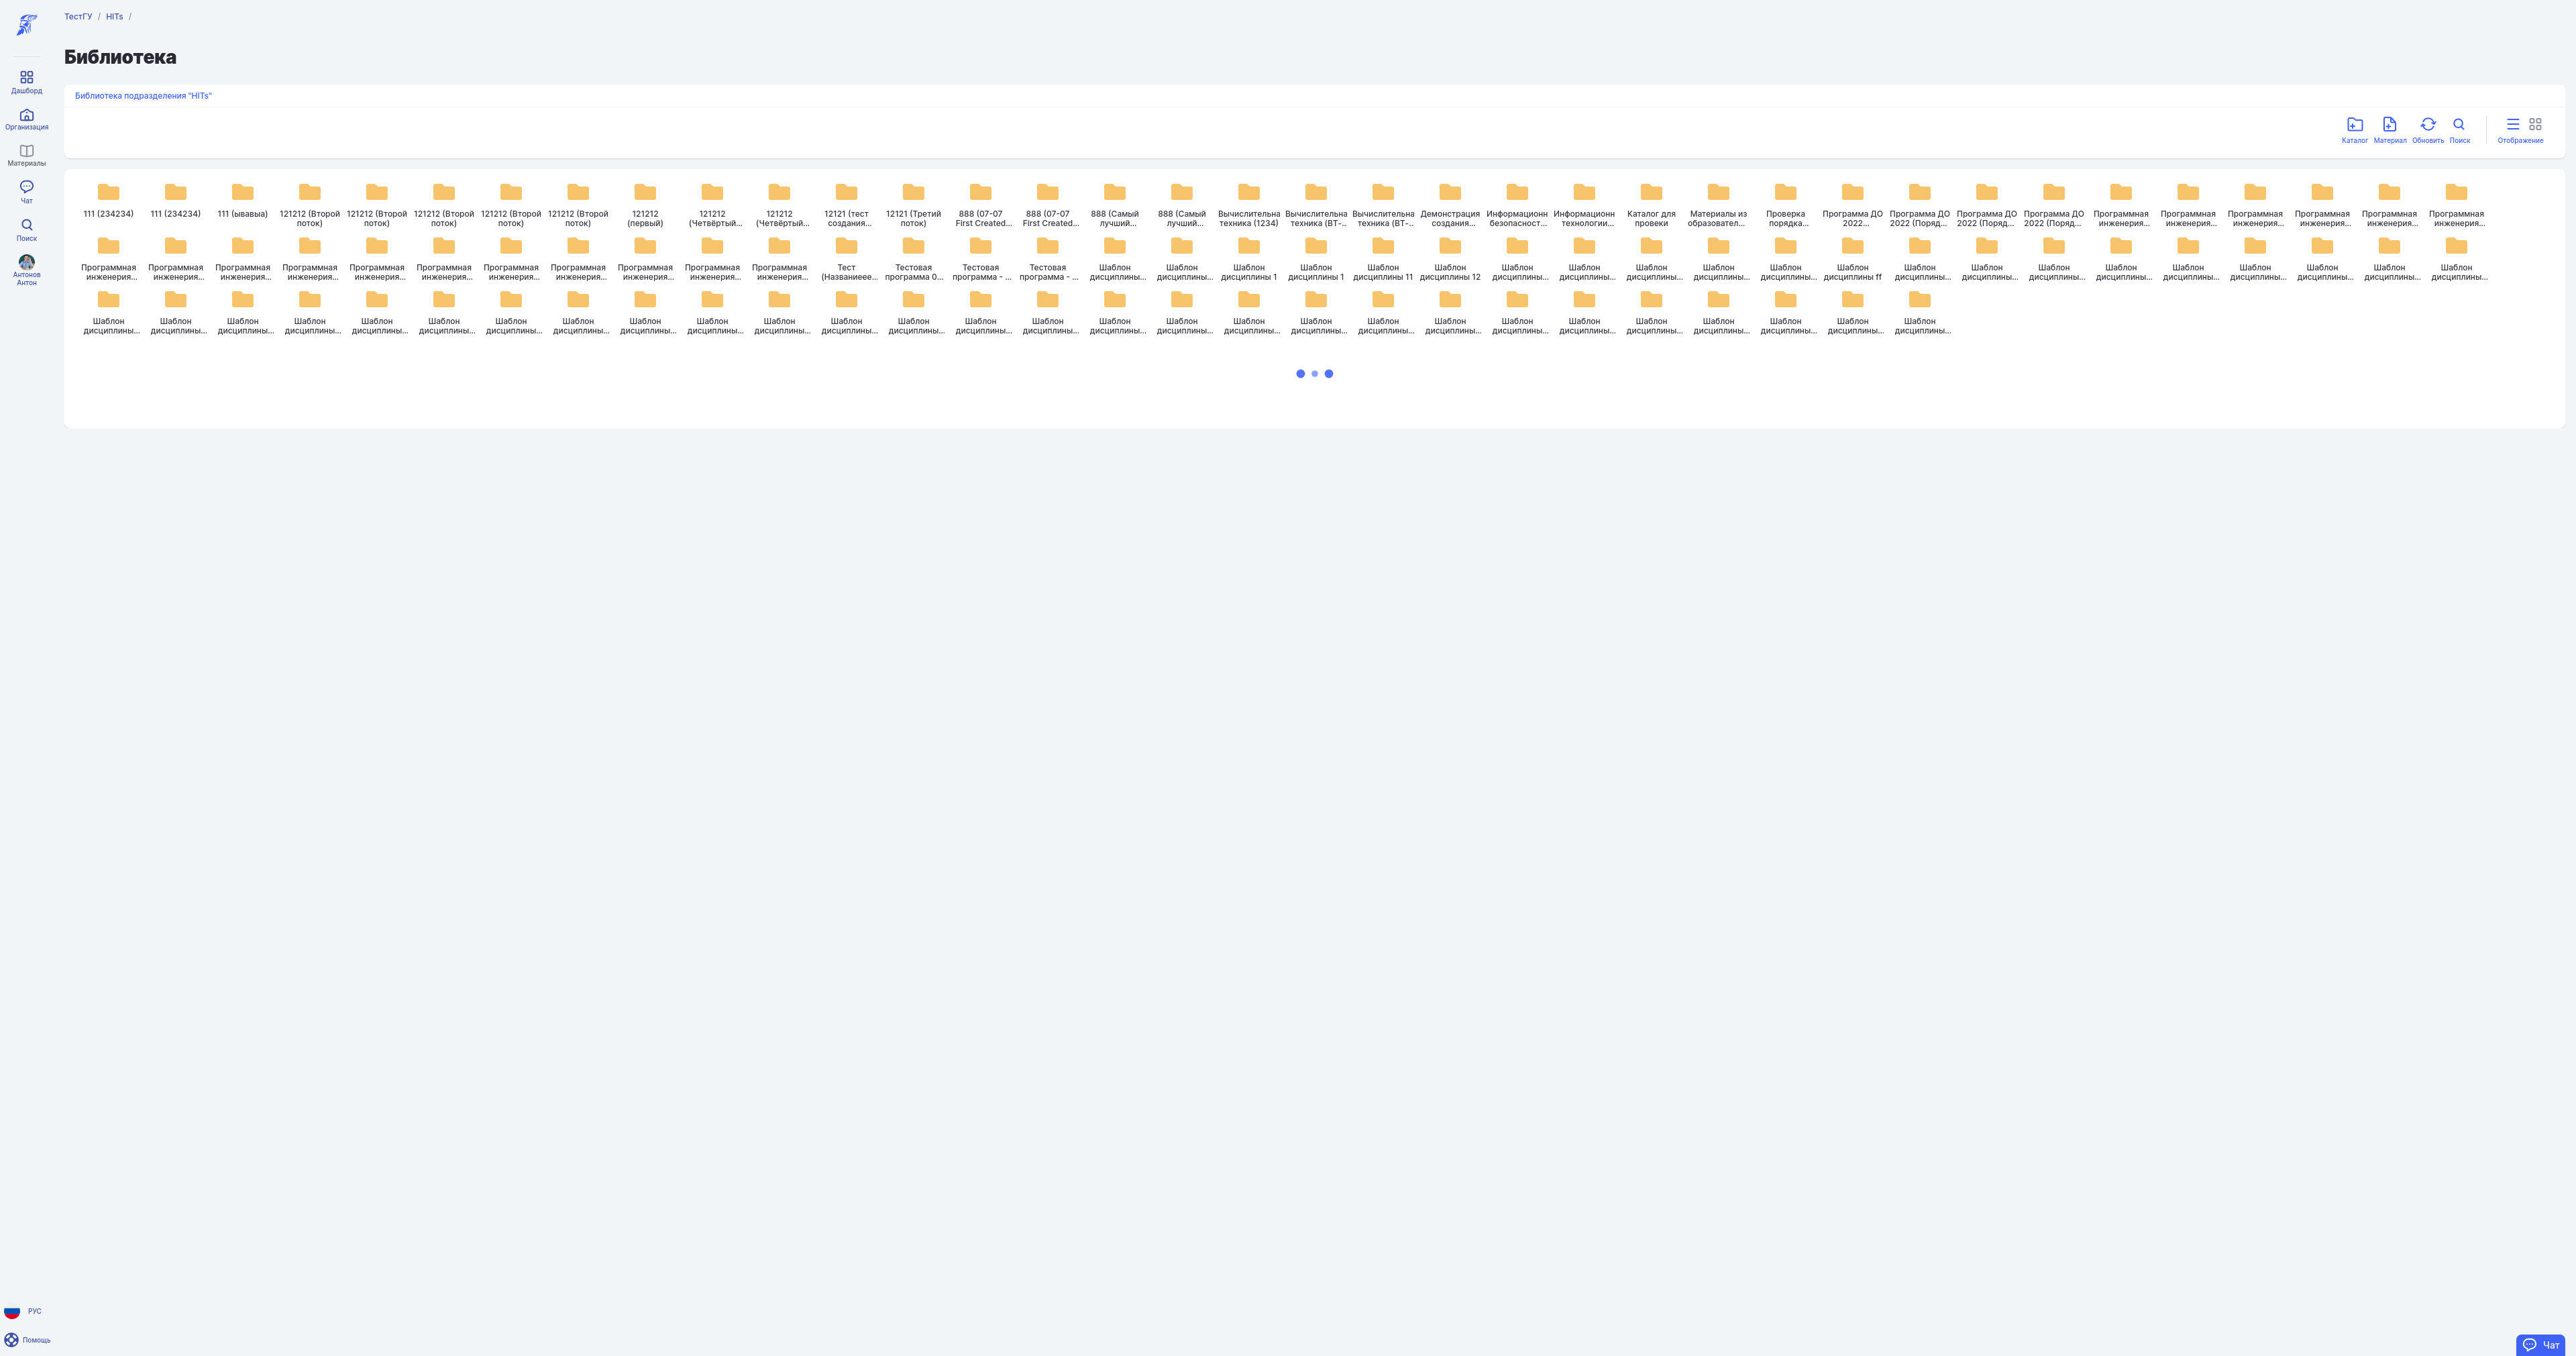 ТестГУ / HITs /
Библиотека
Дашборд
Организация
Материалы
Чат
Поиск
Антонов
Антон
Библиотека подразделения "HITs"
Каталог Материал Обновить Поиск Отображение
111 (234234) 111 (234234) 111 (ывавыа) 121212 (Второй 121212 (Второй 121212 (Второй 121212 (Второй 121212 (Второй 121212 121212 121212 12121 (тест 12121 (Третий 888 (07-07 888 (07-07 888 (Самый 888 (Самый Вычислительна Вычислительна Вычислительна Демонстрация Информационн Информационн Каталог для Материалы из Проверка Программа ДО Программа ДО Программа ДО Программа ДО Программная Программная Программная Программная Программная Программная
поток) поток) поток) поток) поток) (первый) (Четвёртый... (Четвёртый... создания... поток) First Created... First Created... лучший... лучший... техника (1234) техника (ВТ-.. техника (ВТ-.. создания... безопасност... технологии... провеки образовател... порядка... 2022... 2022 (Поряд... 2022 (Поряд... 2022 (Поряд... инженерия... инженерия... инженерия... инженерия... инженерия... инженерия...
Программная Программная Программная Программная Программная Программная Программная Программная Программная Программная Программная Тест Тестовая Тестовая Тестовая Шаблон Шаблон Шаблон Шаблон Шаблон Шаблон Шаблон Шаблон Шаблон Шаблон Шаблон Шаблон Шаблон Шаблон Шаблон Шаблон Шаблон Шаблон Шаблон Шаблон Шаблон
инженерия... инженерия... инженерия... инженерия... инженерия... инженерия... инженерия... инженерия... инженерия... инженерия... инженерия... (Названиеее... программа 0... программа - ... программа - ... дисциплины... дисциплины... дисциплины 1 дисциплины 1 дисциплины 11 дисциплины 12 дисциплины... дисциплины... дисциплины... дисциплины... дисциплины... дисциплины ff дисциплины... дисциплины... дисциплины... дисциплины... дисциплины... дисциплины... дисциплины... дисциплины... дисциплины...
Шаблон Шаблон Шаблон Шаблон Шаблон Шаблон Шаблон Шаблон Шаблон Шаблон Шаблон Шаблон Шаблон Шаблон Шаблон Шаблон Шаблон Шаблон Шаблон Шаблон Шаблон Шаблон Шаблон Шаблон Шаблон Шаблон Шаблон Шаблон
дисциплины... дисциплины... дисциплины... дисциплины... дисциплины... дисциплины... дисциплины... дисциплины... дисциплины... дисциплины... дисциплины... дисциплины... дисциплины... дисциплины... дисциплины... дисциплины... дисциплины... дисциплины... дисциплины... дисциплины... дисциплины... дисциплины... дисциплины... дисциплины... дисциплины... дисциплины... дисциплины... дисциплины...
РУС
Помощь
Чат